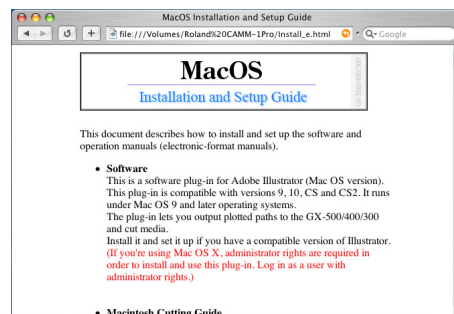 MacOS Installation and Setup Guide
file:///Volumes/Roland%20CAMM-1Pro/Install_e.html
Google
MacOS
Installation and Setup Guide
GX-500/400/300
This document describes how to install and set up the software and
operation manuals (electronic-format manuals).
• Software
This is a software plug-in for Adobe Illustrator (Mac OS version).
This plug-in is compatible with versions 9, 10, CS and CS2. It runs
under Mac OS 9 and later operating systems.
The plug-in lets you output plotted paths to the GX-500/400/300
and cut media.
Install it and set it up if you have a compatible version of Illustrator.
(If you're using Mac OS X, administrator rights are required in
order to install and use this plug-in. Log in as a user with
administrator rights.)
• Macintosh Cutting Guide